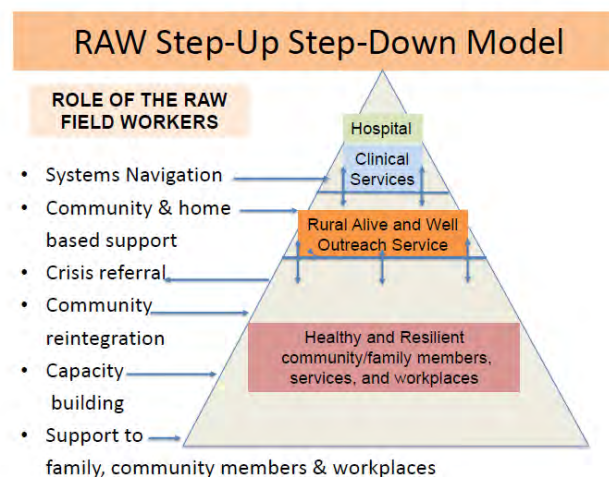 RAW Step-Up Step-Down Model
ROLE OF THE RAW
FIELD WORKERS
• Systems Navigation
• Community & home
based support
• Crisis referral
• Community
reintegration
• Capacity
building
• Support to
family, community members & workplaces
Hospital
Clinical
Services
Rural Alive and Well
Outreach Service
Healthy and Resilient
community/family members,
services, and workplaces